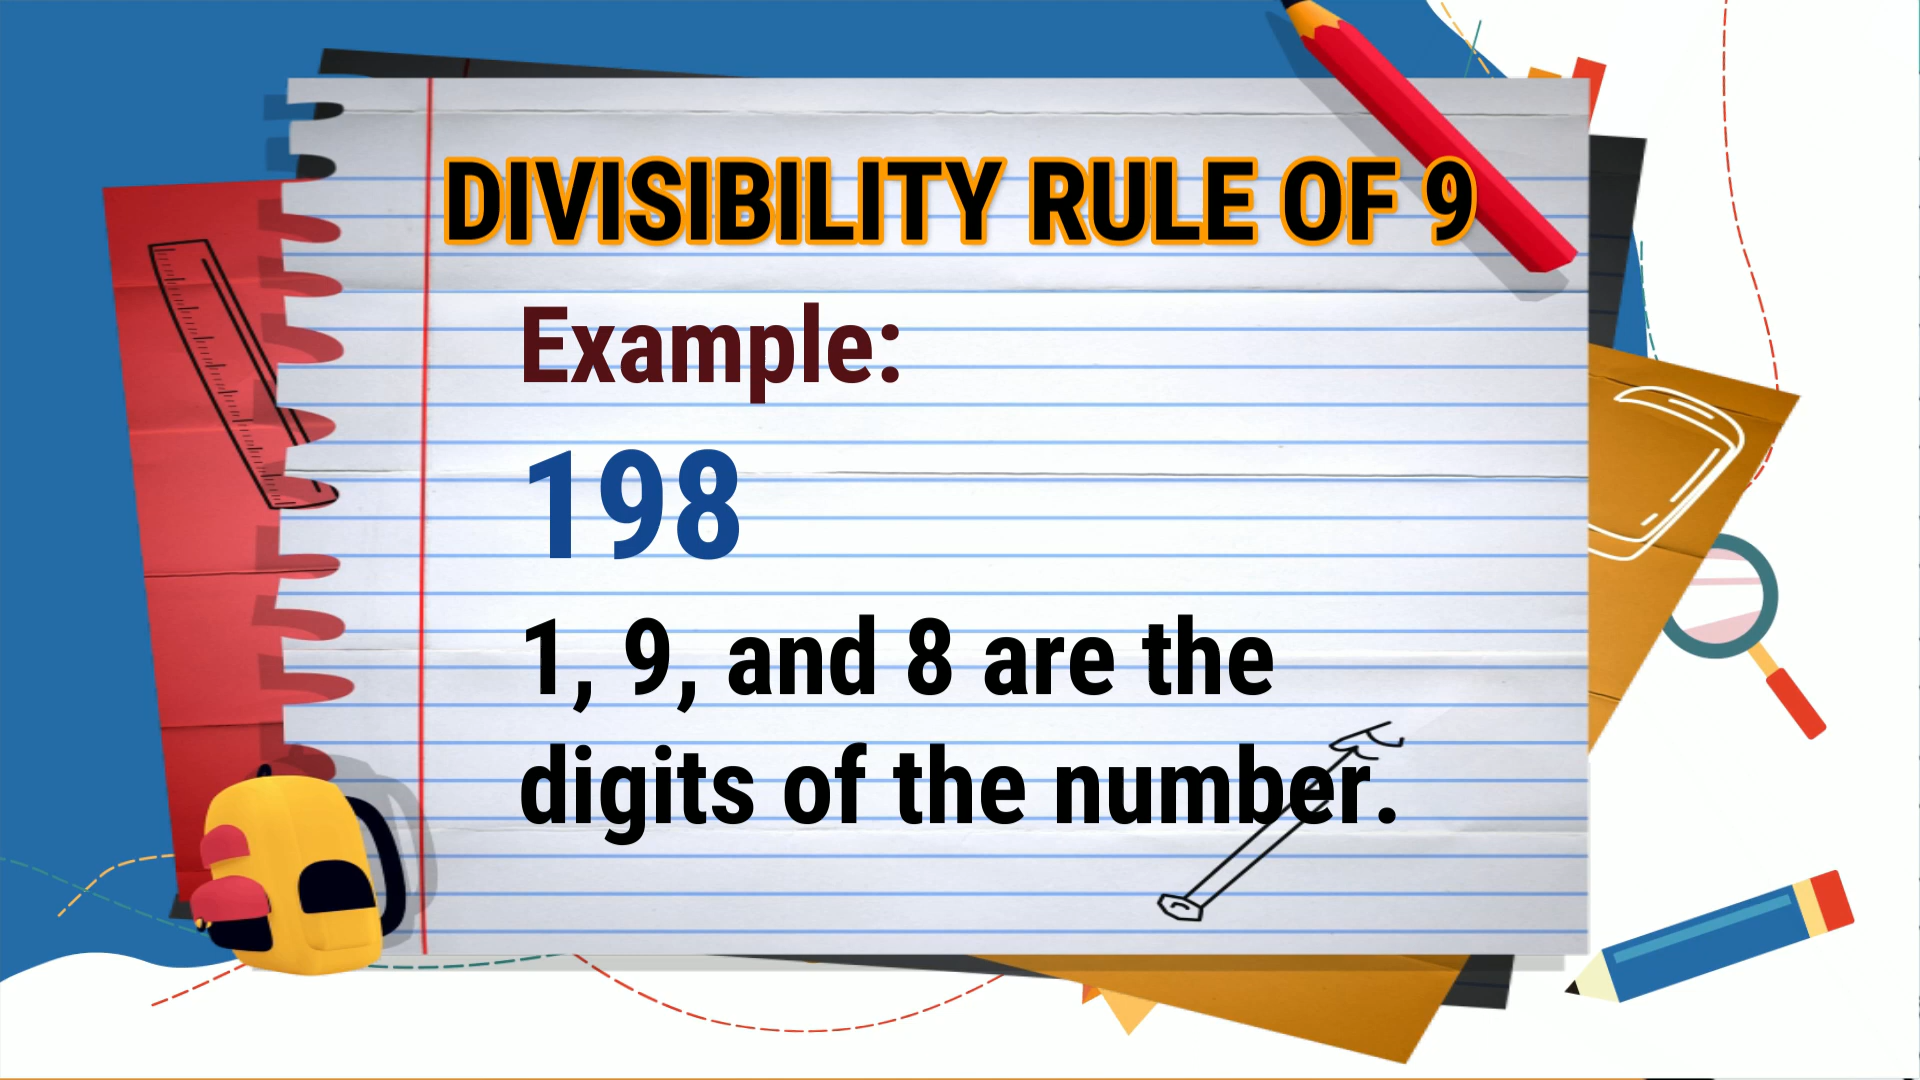 DIVISIBILITY RULE OF 9
Example:
198
1, 9, and 8 are the
digits of the number.